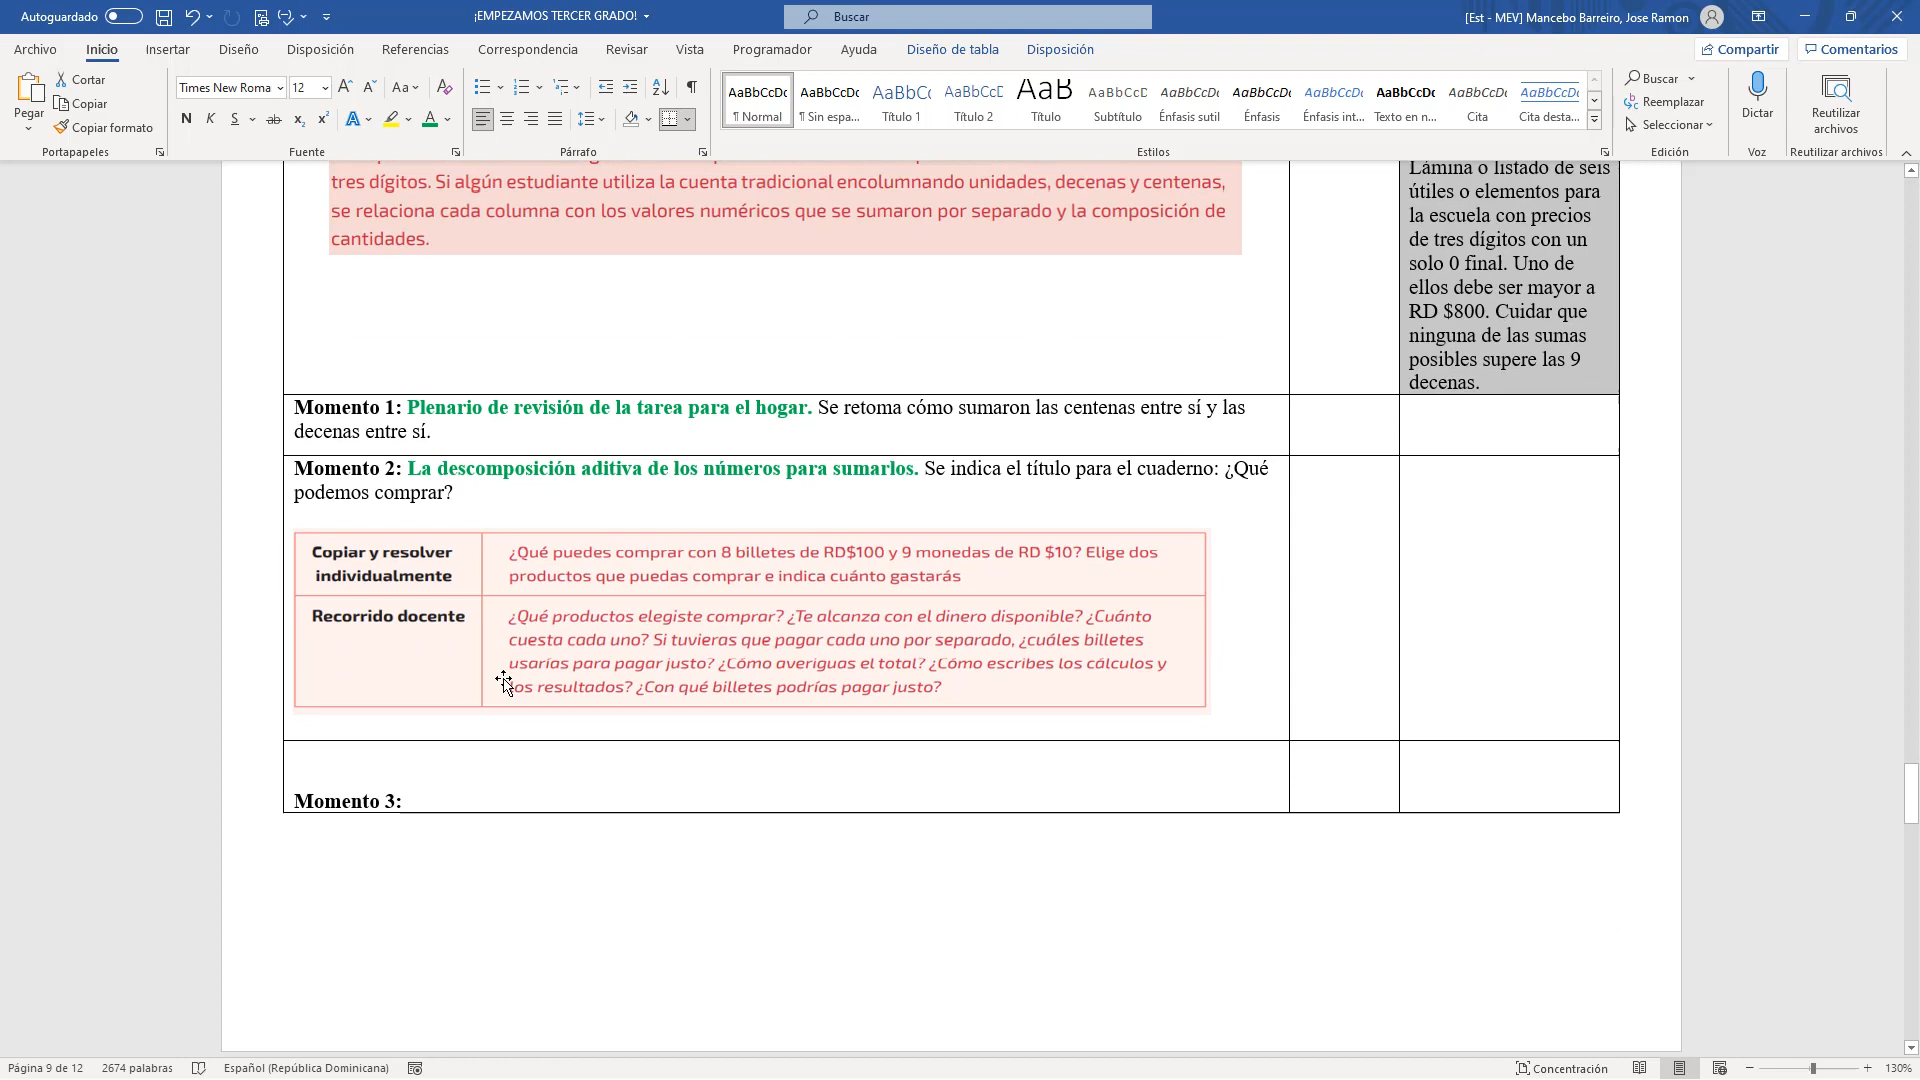 Autoguardado
¡EMPEZAMOS TERCER GRADO!
Buscar
[Est - MEV] Mancebo Barreiro, Jose Ramon
Archivo Inicio Insertar Diseño Disposición Referencias Correspondencia Revisar Vista Programador Ayuda Diseño de tabla Disposición Compartir Comentarios
Pegar
Cortar
Copiar
Copiar formato
Portapapeles
Times New Roma 12
Fuente
Párrafo
AaBbCcDc AaBbCcDc AaBbC AaBbCcD AaB AaBbCcD AaBbCcDc AaBbCcDc AaBbCcDc AaBbCcDc AaBbCcDc AaBbCcDc
¶ Normal ¶ Sin espa... Título 1 Título 2 Título Subtítulo Énfasis sutil Énfasis Énfasis int... Texto en n... Cita Cita desta...
Estilos
Buscar
Reemplazar
Seleccionar
Edición
Dictar
Voz
Reutilizar
archivos
Reutilizar archivos
tres dígitos. Si algún estudiante utiliza la cuenta tradicional encolumnando unidades, decenas y centenas,
se relaciona cada columna con los valores numéricos que se sumaron por separado y la composición de
cantidades.
Lámina o listado de seis
útiles o elementos para
la escuela con precios
de tres dígitos con un
solo 0 final. Uno de
ellos debe ser mayor a
RD $800. Cuidar que
ninguna de las sumas
posibles supere las 9
decenas.
Momento 1: Plenario de revisión de la tarea para el hogar. Se retoma cómo sumaron las centenas entre sí y las
decenas entre sí.
Momento 2: La descomposición aditiva de los números para sumarlos. Se indica el título para el cuaderno: ¿Qué
podemos comprar?
Copiar y resolver
individualmente
¿Qué puedes comprar con 8 billetes de RD$100 y 9 monedas de RD $10? Elige dos
productos que puedas comprar e indica cuánto gastarás
Recorrido docente
¿Qué productos elegiste comprar? ¿Te alcanza con el dinero disponible? ¿Cuánto
cuesta cada uno? Si tuvieras que pagar cada uno por separado, ¿cuáles billetes
usarías para pagar justo? ¿Cómo averiguas el total? ¿Cómo escribes los cálculos y
los resultados? ¿Con qué billetes podrías pagar justo?
Momento 3:
Página 9 de 12 2674 palabras Español (República Dominicana) Concentración 130%